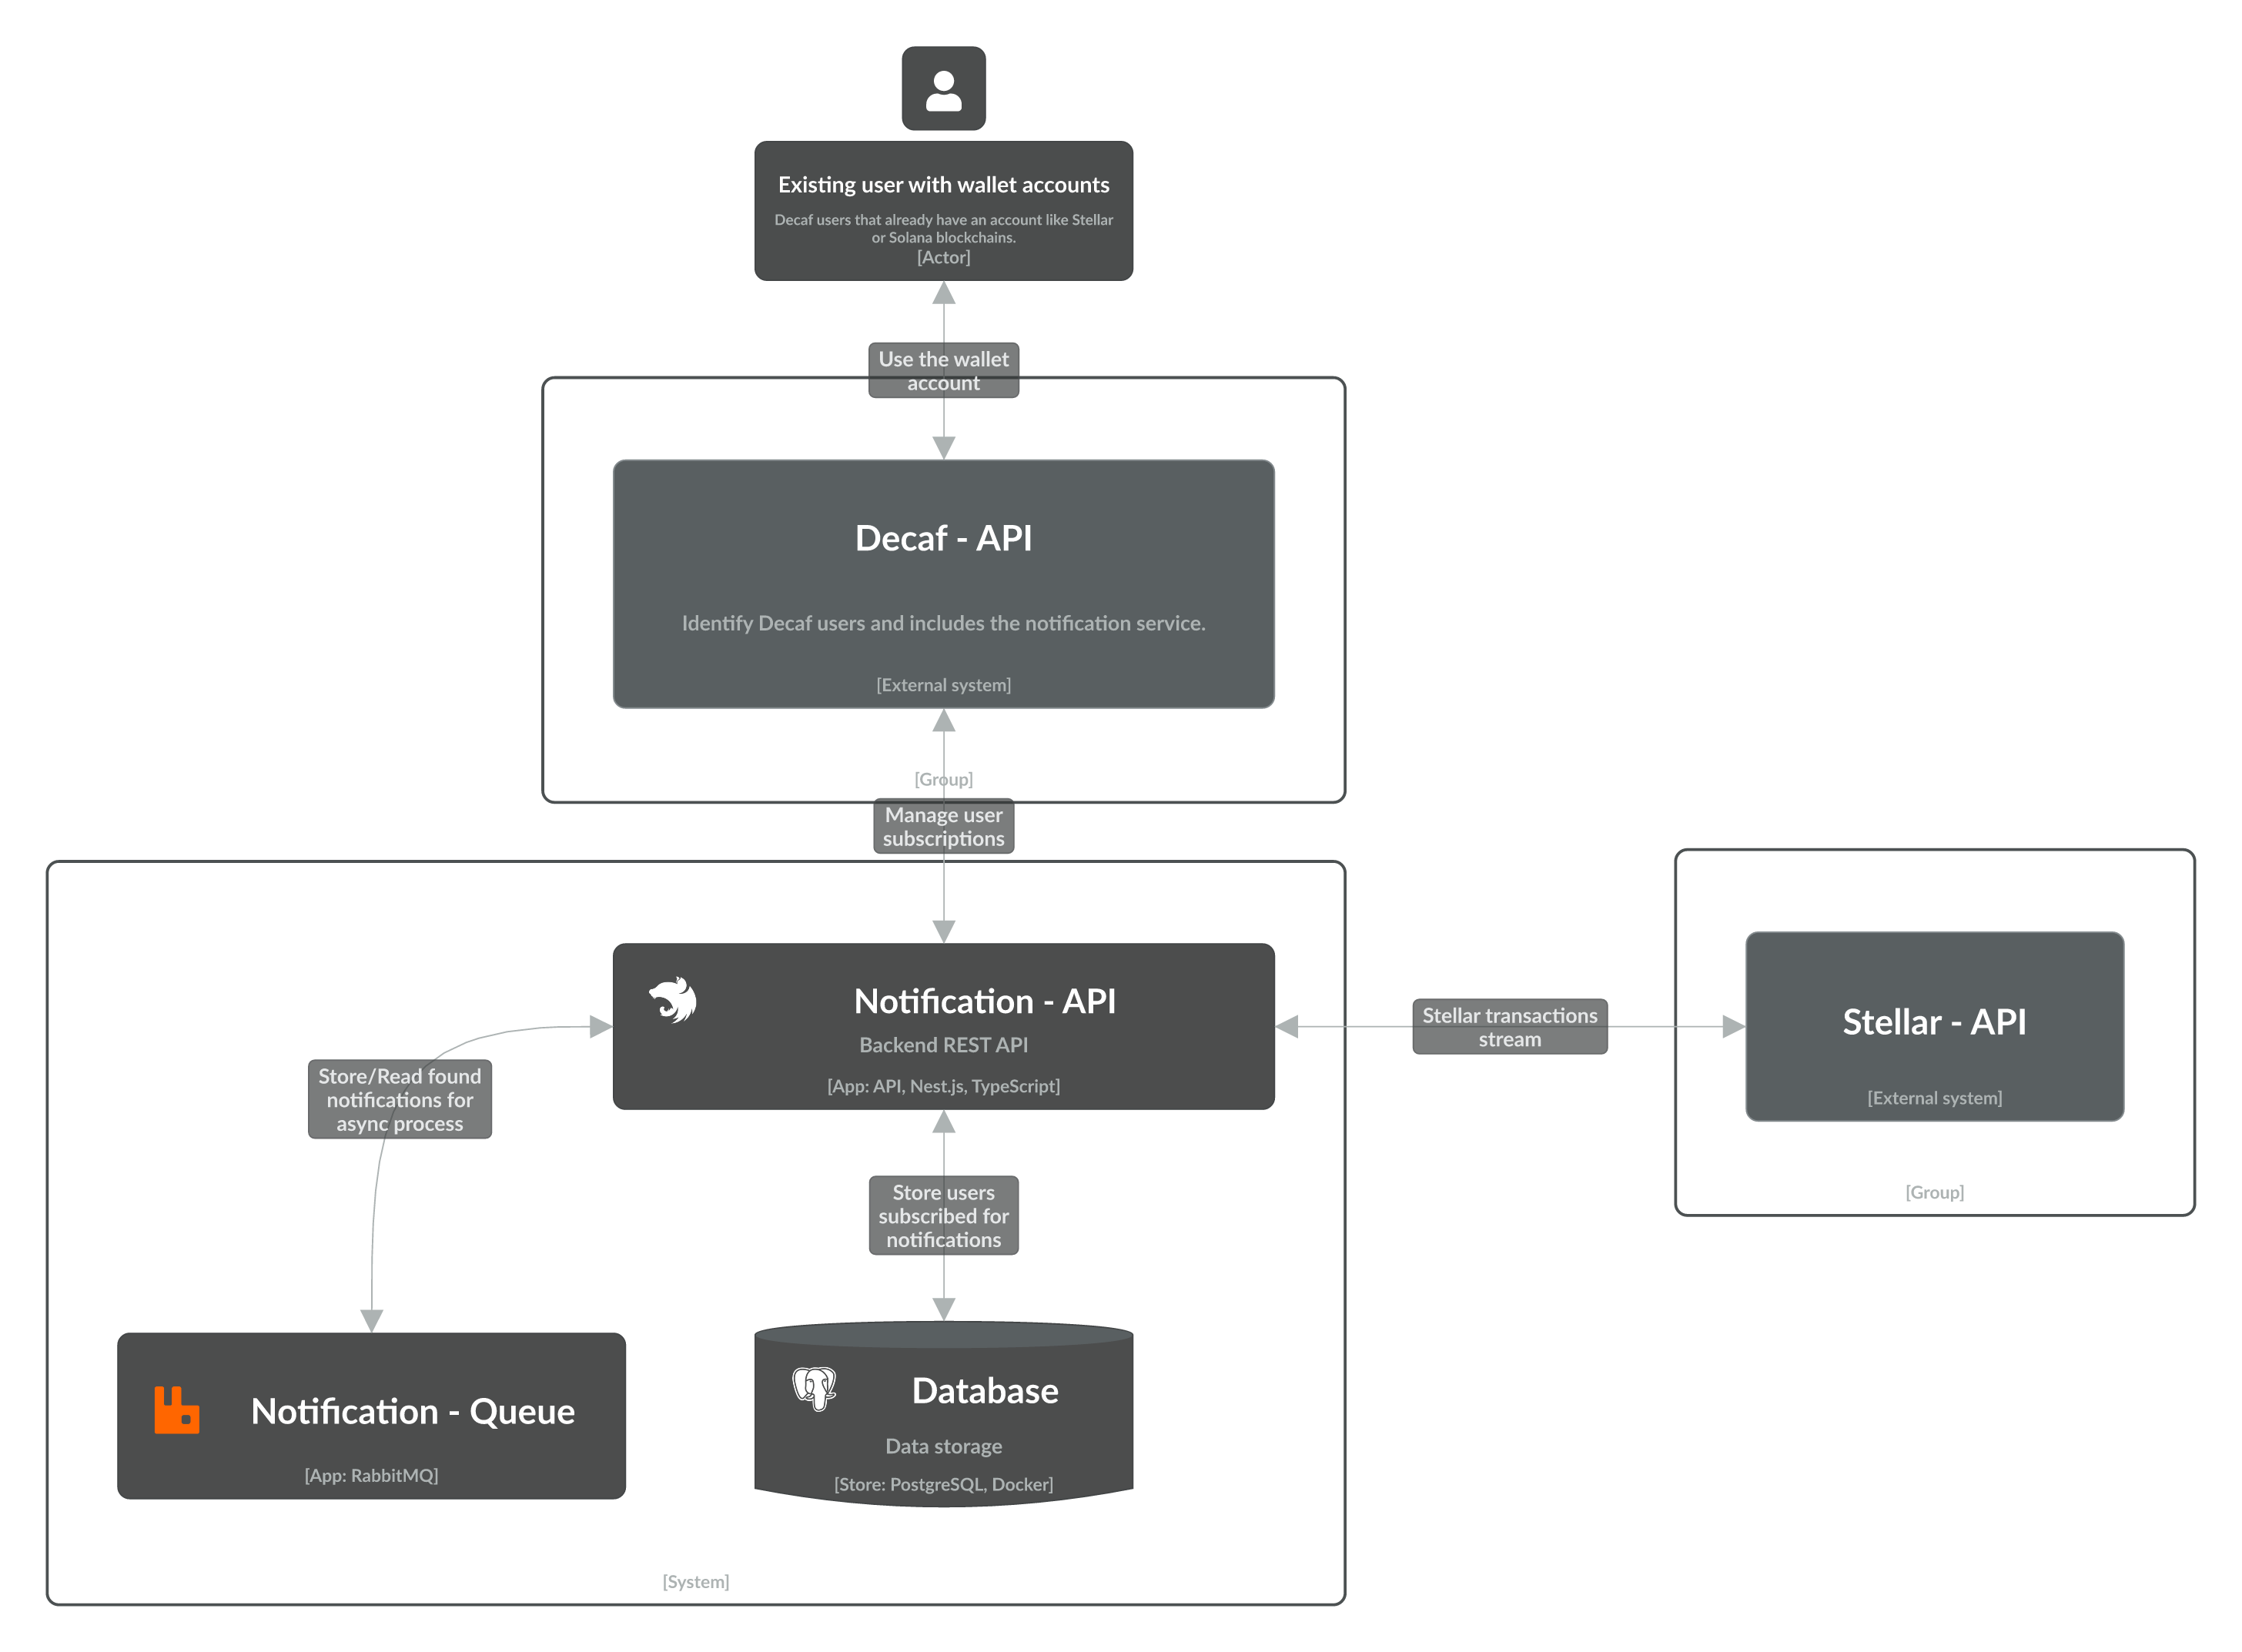 Existing user with wallet accounts
Decaf users that already have an account like Stellar
or Solana blockchains.
[Actor]
Use the wallet
account
Decaf - API
Identify Decaf users and includes the notification service.
[External system]
[Group]
Manage user
subscriptions
Notification - API
Backend REST API
[App: API, Nest.js, TypeScript]
Stellar transactions
stream
Stellar - API
[External system]
[Group]
Store/Read found
notifications for
async process
Store users
subscribed for
notifications
Notification - Queue
[App: RabbitMQ]
Database
Data storage
[Store: PostgreSQL, Docker]
[System]